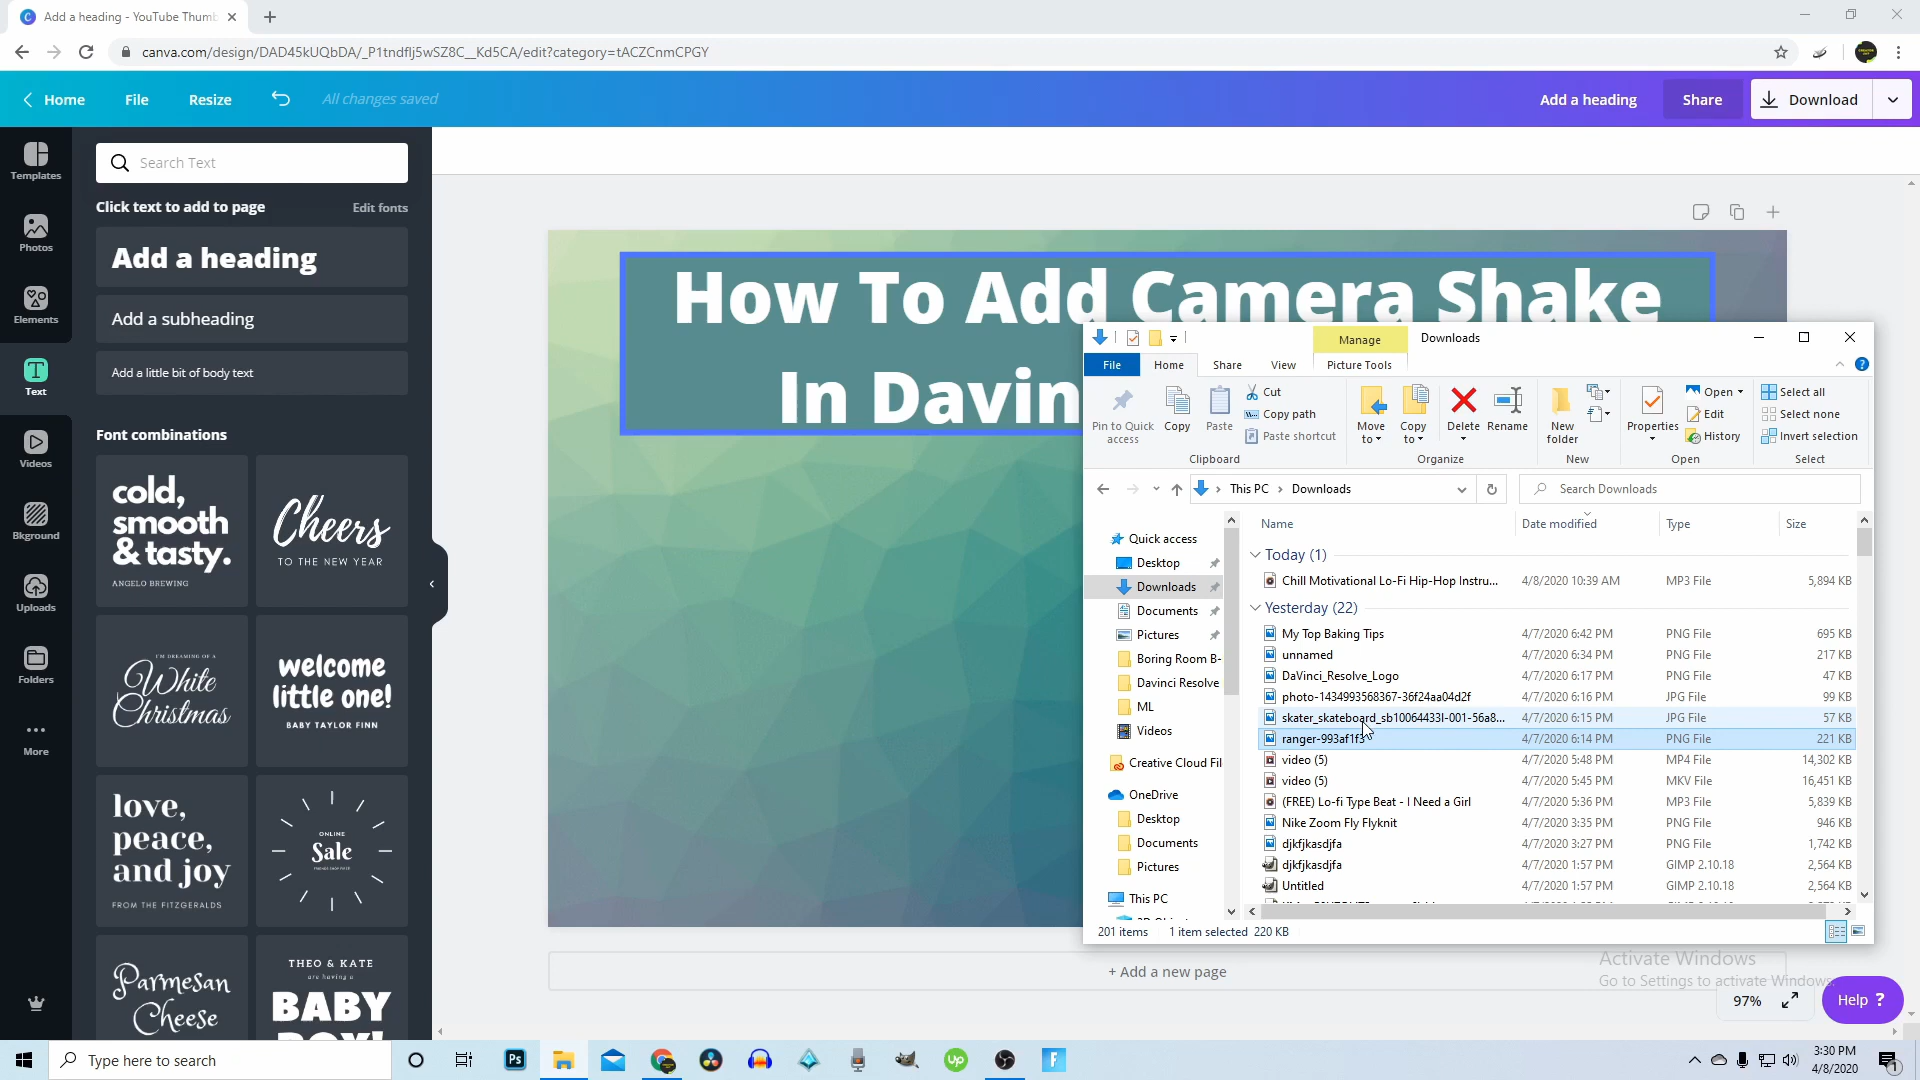 Add a heading - YouTube Thumb
canva.com/design/DAD45kUQbDA/_P1tndflj5wSZ8C__Kd5CA/edit?category=tACZCnmCPGY
Home
File
Resize
All changes saved
Add a heading
Share
Download
Templates
Photos
Elements
Text
Videos
Bkground
Uploads
Folders
More
Search Text
Click text to add to page
Edit fonts
Add a heading
Add a subheading
Add a little bit of body text
Font combinations
cold,
smooth
& tasty.
ANGELO BREWING
Cheers
TO THE NEW YEAR
I'M DREAMING OF A
White
Christmas
welcome
little one!
BABY TAYLOR FINN
love,
peace,
and joy
FROM THE FITZGERALDS
ONLINE
Sale
Parmesan
Cheese
THEO & KATE
are having a
BABY
BOY!
How To Add Camera Shake
In Davin
Manage
Downloads
File
Home
Share
View
Picture Tools
Pin to Quick
access
Copy
Paste
Cut
Copy path
Paste shortcut
Clipboard
Move
to
Copy
to
Delete
Rename
Organize
New
folder
New
Properties
Open
Edit
History
Open
Select all
Select none
Invert selection
Select
This PC
Downloads
Search Downloads
Quick access
Desktop
Downloads
Documents
Pictures
Boring Room B-
Davinci Resolve
ML
Videos
Creative Cloud Fil
OneDrive
Desktop
Documents
Pictures
This PC
Name
Date modified
Type
Size
Today (1)
Chill Motivational Lo-Fi Hip-Hop Instru... 4/8/2020 10:39 AM MP3 File 5,894 KB
Yesterday (22)
My Top Baking Tips 4/7/2020 6:42 PM PNG File 695 KB
unnamed 4/7/2020 6:34 PM PNG File 217 KB
DaVinci_Resolve_Logo 4/7/2020 6:17 PM PNG File 47 KB
photo-1434993568367-36f24aa04d2f 4/7/2020 6:16 PM JPG File 99 KB
skater_skateboard_sb10064433l-001-56a8... 4/7/2020 6:15 PM JPG File 57 KB
ranger-993af1f3 4/7/2020 6:14 PM PNG File 221 KB
video (5) 4/7/2020 5:48 PM MP4 File 14,302 KB
video (5) 4/7/2020 5:45 PM MKV File 16,451 KB
(FREE) Lo-fi Type Beat - I Need a Girl 4/7/2020 5:36 PM MP3 File 5,839 KB
Nike Zoom Fly Flyknit 4/7/2020 3:35 PM PNG File 946 KB
djkfjkasdjfa 4/7/2020 3:27 PM PNG File 1,742 KB
djkfjkasdjfa 4/7/2020 1:57 PM GIMP 2.10.18 2,564 KB
Untitled 4/7/2020 1:57 PM GIMP 2.10.18 2,564 KB
201 items
1 item selected 220 KB
+ Add a new page
Activate Windows
Go to Settings to activate Windows.
97%
Help ?
Type here to search
Ps
Up
3:30 PM
4/8/2020
1